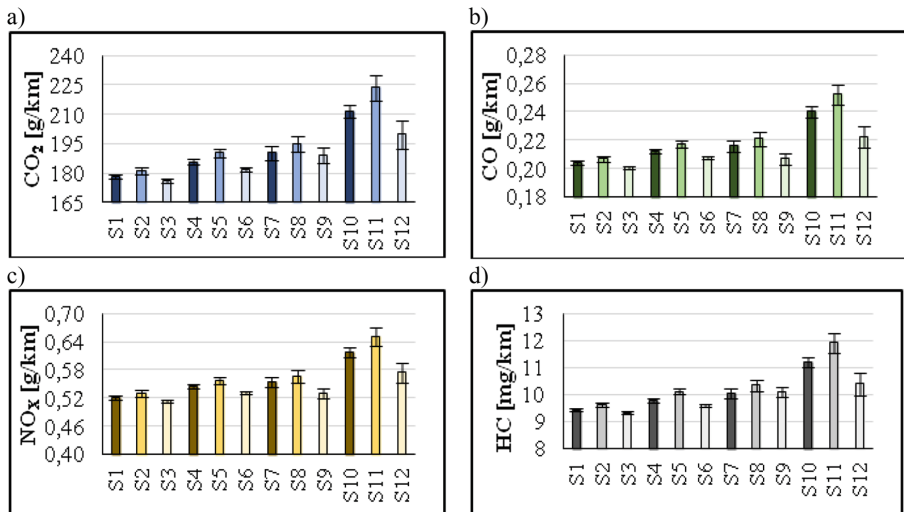 a)
CO₂ [g/km]
240
225
210
195
180
165
S1 S2 S3 S4 S5 S6 S7 S8 S9 S10 S11 S12
b)
CO [g/km]
0,28
0,26
0,24
0,22
0,20
0,18
S1 S2 S3 S4 S5 S6 S7 S8 S9 S10 S11 S12
c)
NOX [g/km]
0,70
0,64
0,58
0,52
0,46
0,40
S1 S2 S3 S4 S5 S6 S7 S8 S9 S10 S11 S12
d)
HC [mg/km]
13
12
11
10
9
8
S1 S2 S3 S4 S5 S6 S7 S8 S9 S10 S11 S12